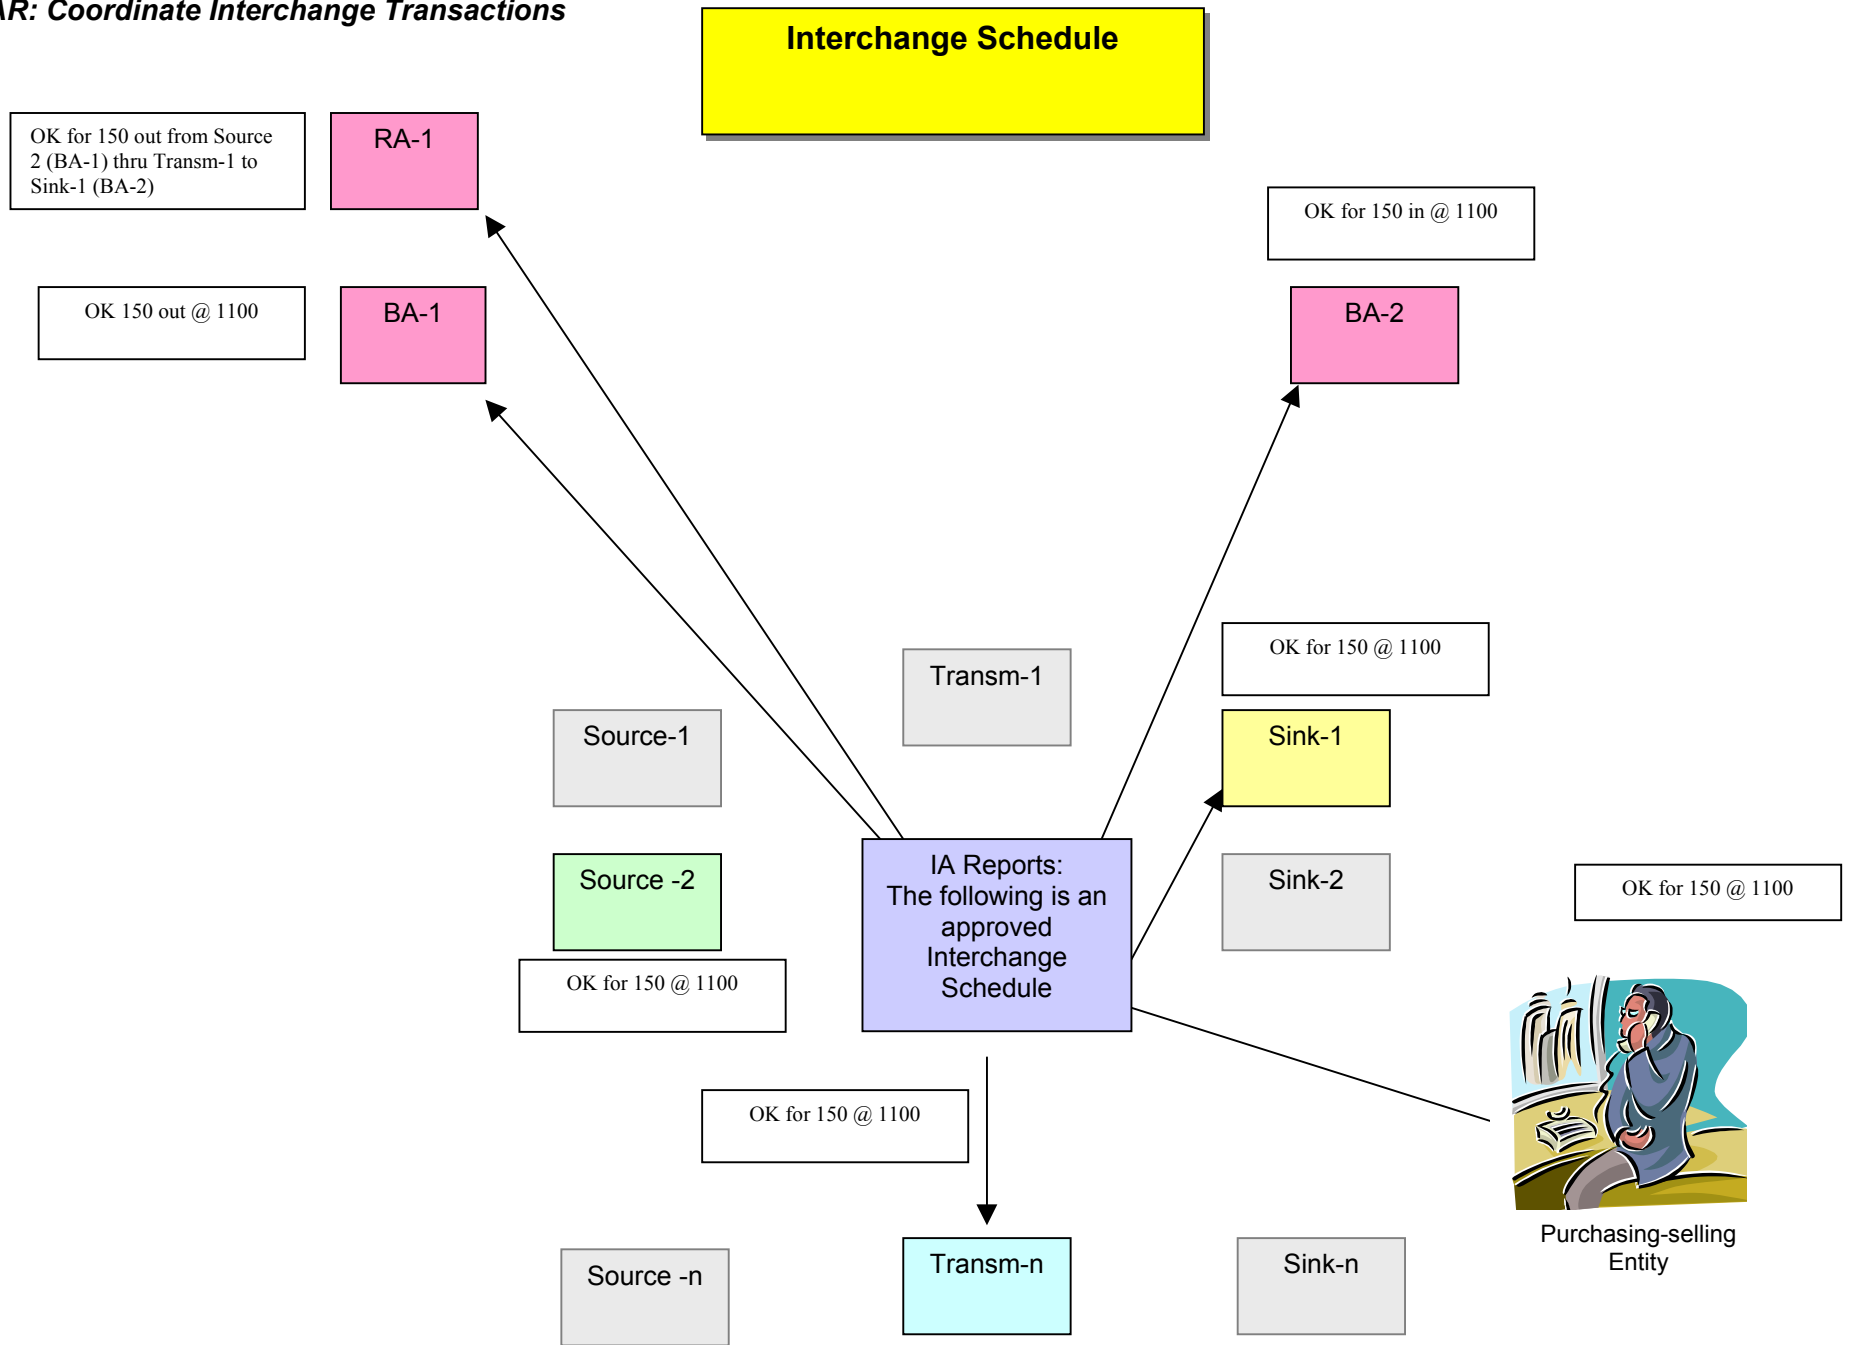 AR: Coordinate Interchange Transactions
Interchange Schedule
OK for 150 out from Source
2 (BA-1) thru Transm-1 to
Sink-1 (BA-2)
RA-1
OK for 150 in @ 1100
OK 150 out @ 1100
BA-1
BA-2
OK for 150 @ 1100
Transm-1
Source-1
Sink-1
Source -2
IA Reports:
The following is an
approved
Interchange
Schedule
Sink-2
OK for 150 @ 1100
OK for 150 @ 1100
OK for 150 @ 1100
Purchasing-selling
Entity
Source -n
Transm-n
Sink-n